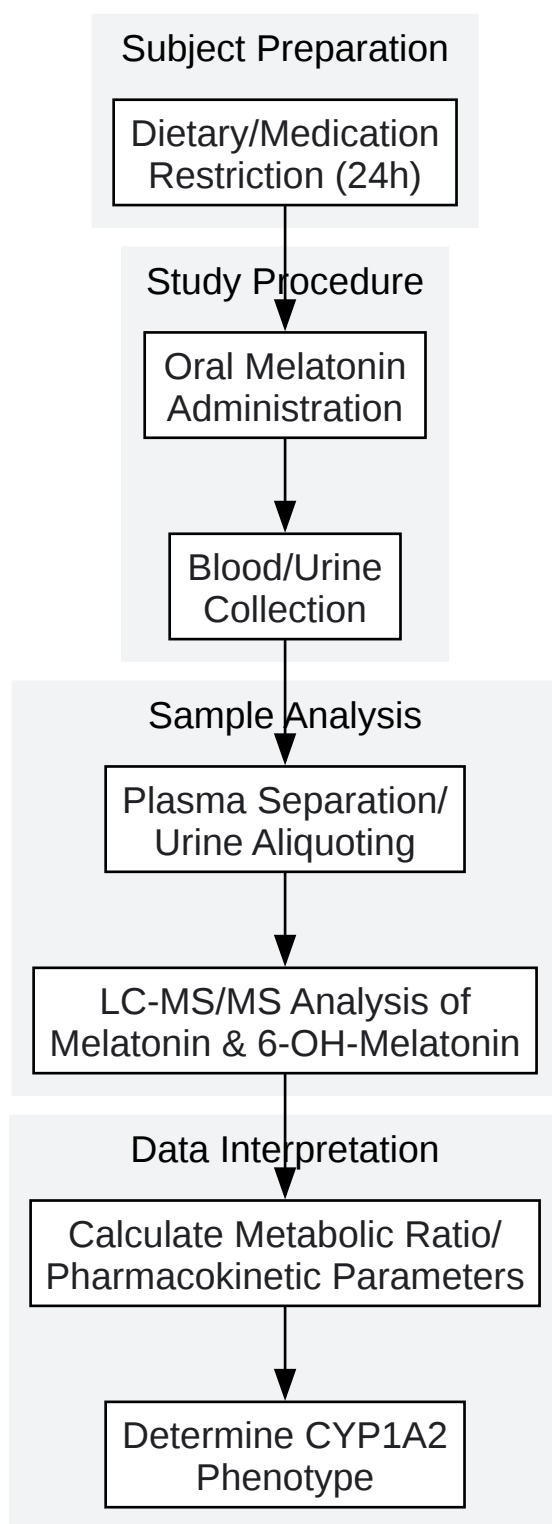 Subject Preparation
Dietary/Medication
Restriction (24h)
Study Procedure
Oral Melatonin
Administration
Blood/Urine
Collection
Sample Analysis
Plasma Separation/
Urine Aliquoting
LC-MS/MS Analysis of
Melatonin & 6-OH-Melatonin
Data Interpretation
Calculate Metabolic Ratio/
Pharmacokinetic Parameters
Determine CYP1A2
Phenotype